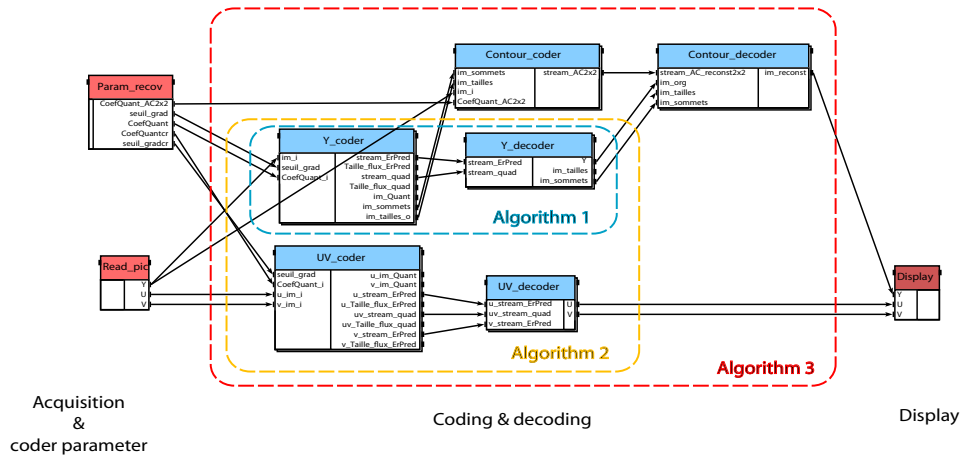 Param_recov
CoefQuant_AC2x2
seuil_grad
CoefQuant
CoefQuantcr
seuil_gradcr
Read_pic
Y
U
V
Contour_coder
im_sommets
im_tailles
im_i
CoefQuant_AC2x2
stream_AC2x2
Contour_decoder
stream_AC_reconst2x2
im_org
im_tailles
im_sommets
im_reconst
Y_coder
im_i
seuil_grad
CoefQuant_i
stream_ErPred
Taille_flux_ErPred
stream_quad
Taille_flux_quad
im_Quant
im_sommets
im_tailles_o
Y_decoder
stream_ErPred
stream_quad
Y
im_tailles
im_sommets
Algorithm 1
UV_coder
seuil_grad
CoefQuant_i
u_im_i
v_im_i
u_im_Quant
v_im_Quant
u_stream_ErPred
u_Taille_flux_ErPred
uv_stream_quad
uv_Taille_flux_quad
v_stream_ErPred
v_Taille_flux_ErPred
UV_decoder
u_stream_ErPred
uv_stream_quad
v_stream_ErPred
U
V
Algorithm 2
Algorithm 3
Display
Y
U
V
Acquisition
&
coder parameter
Coding & decoding
Display